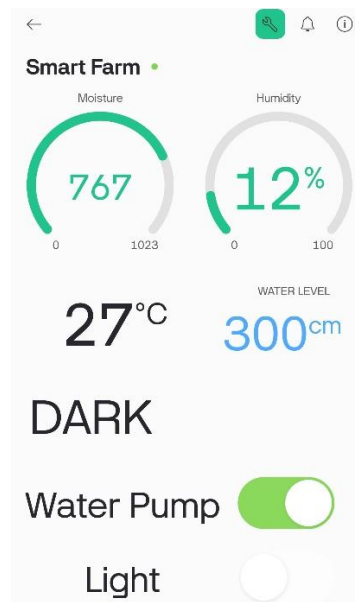 Smart Farm
Moisture
Humidity
767
12%
0
1023
0
100
27°C
WATER LEVEL
300cm
DARK
Water Pump
Light